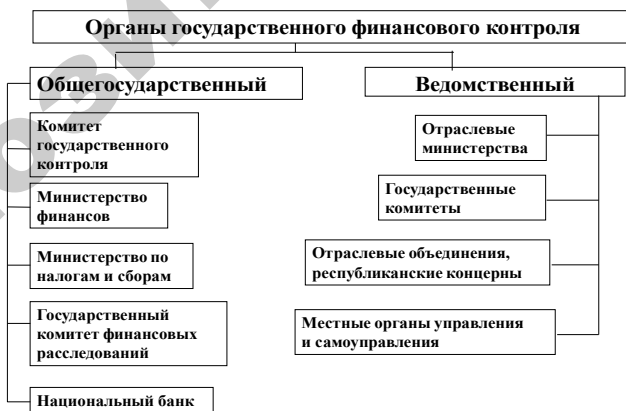 Органы государственного финансового контроля
Общегосударственный
Комитет
государственного
контроля
Министерство
финансов
Министерство по
налогам и сборам
Государственный
комитет финансовых
расследований
Национальный банк
Ведомственный
Отраслевые
министерства
Государственные
комитеты
Отраслевые объединения,
республиканские концерны
Местные органы управления
и самоуправления